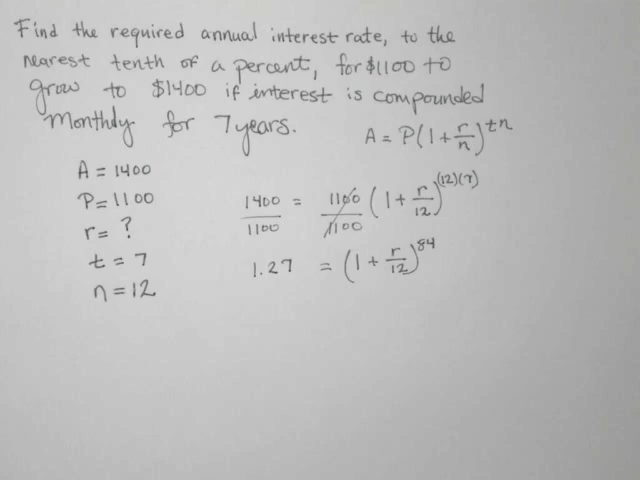 Find the required annual interest rate, to the
nearest tenth of a percent, for $1100 to
grow to $1400 if interest is compounded
monthly for 7 years.
A = P(1 + r/n)^tn
A = 1400
P = 1100
r = ?
t = 7
n = 12
1400/1100 = 1100/1100 (1 + r/12)^(12)(7)
1.27 = (1 + r/12)^84